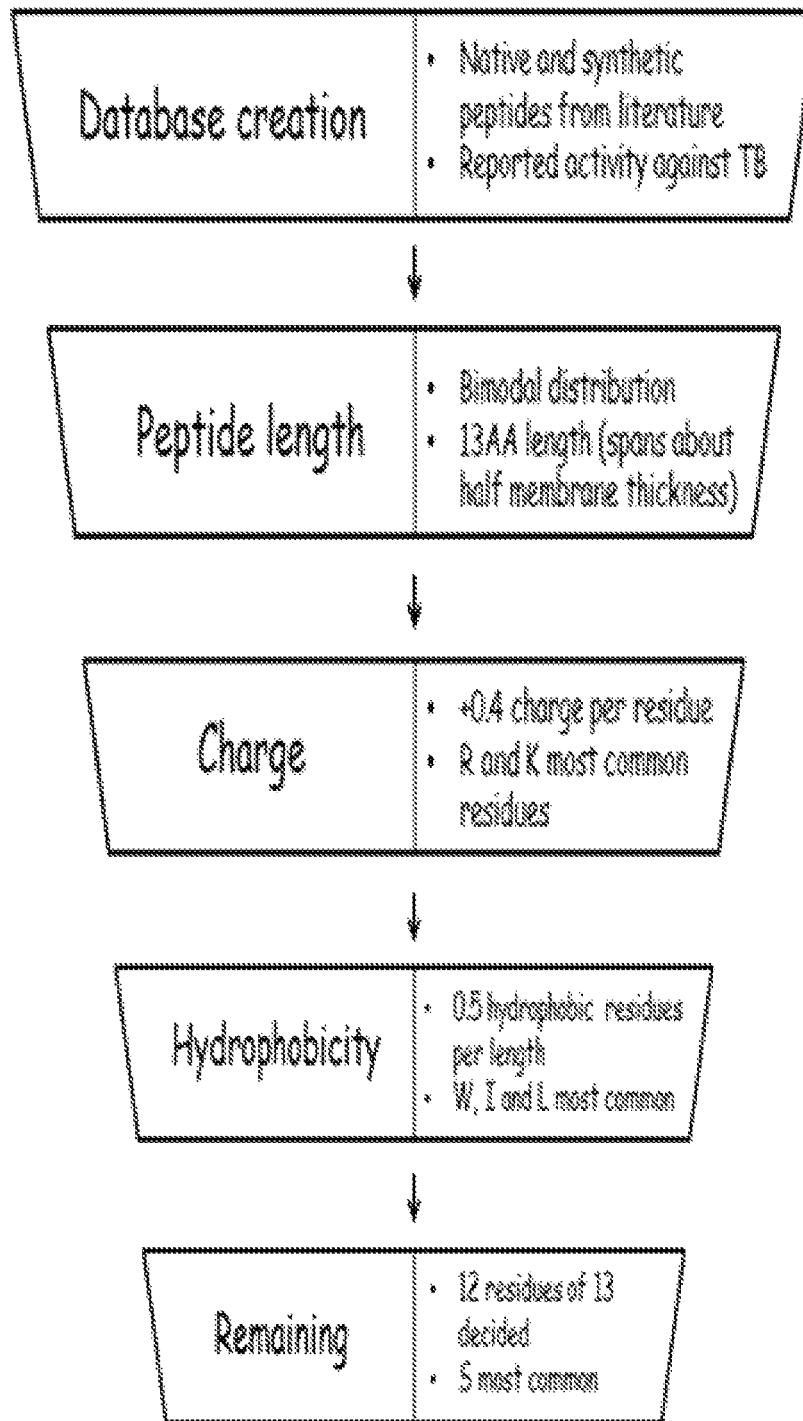 Database creation
• Native and synthetic
peptides from literature
• Reported activity against TB
Peptide length
• Bimodal distribution
• 13AA length (spans about
half membrane thickness)
Charge
• +0.4 charge per residue
• R and K most common
residues
Hydrophobicity
• 0.5 hydrophobic residues
per length
• W, I and L most common
Remaining
• 12 residues of 13
decided
• S most common